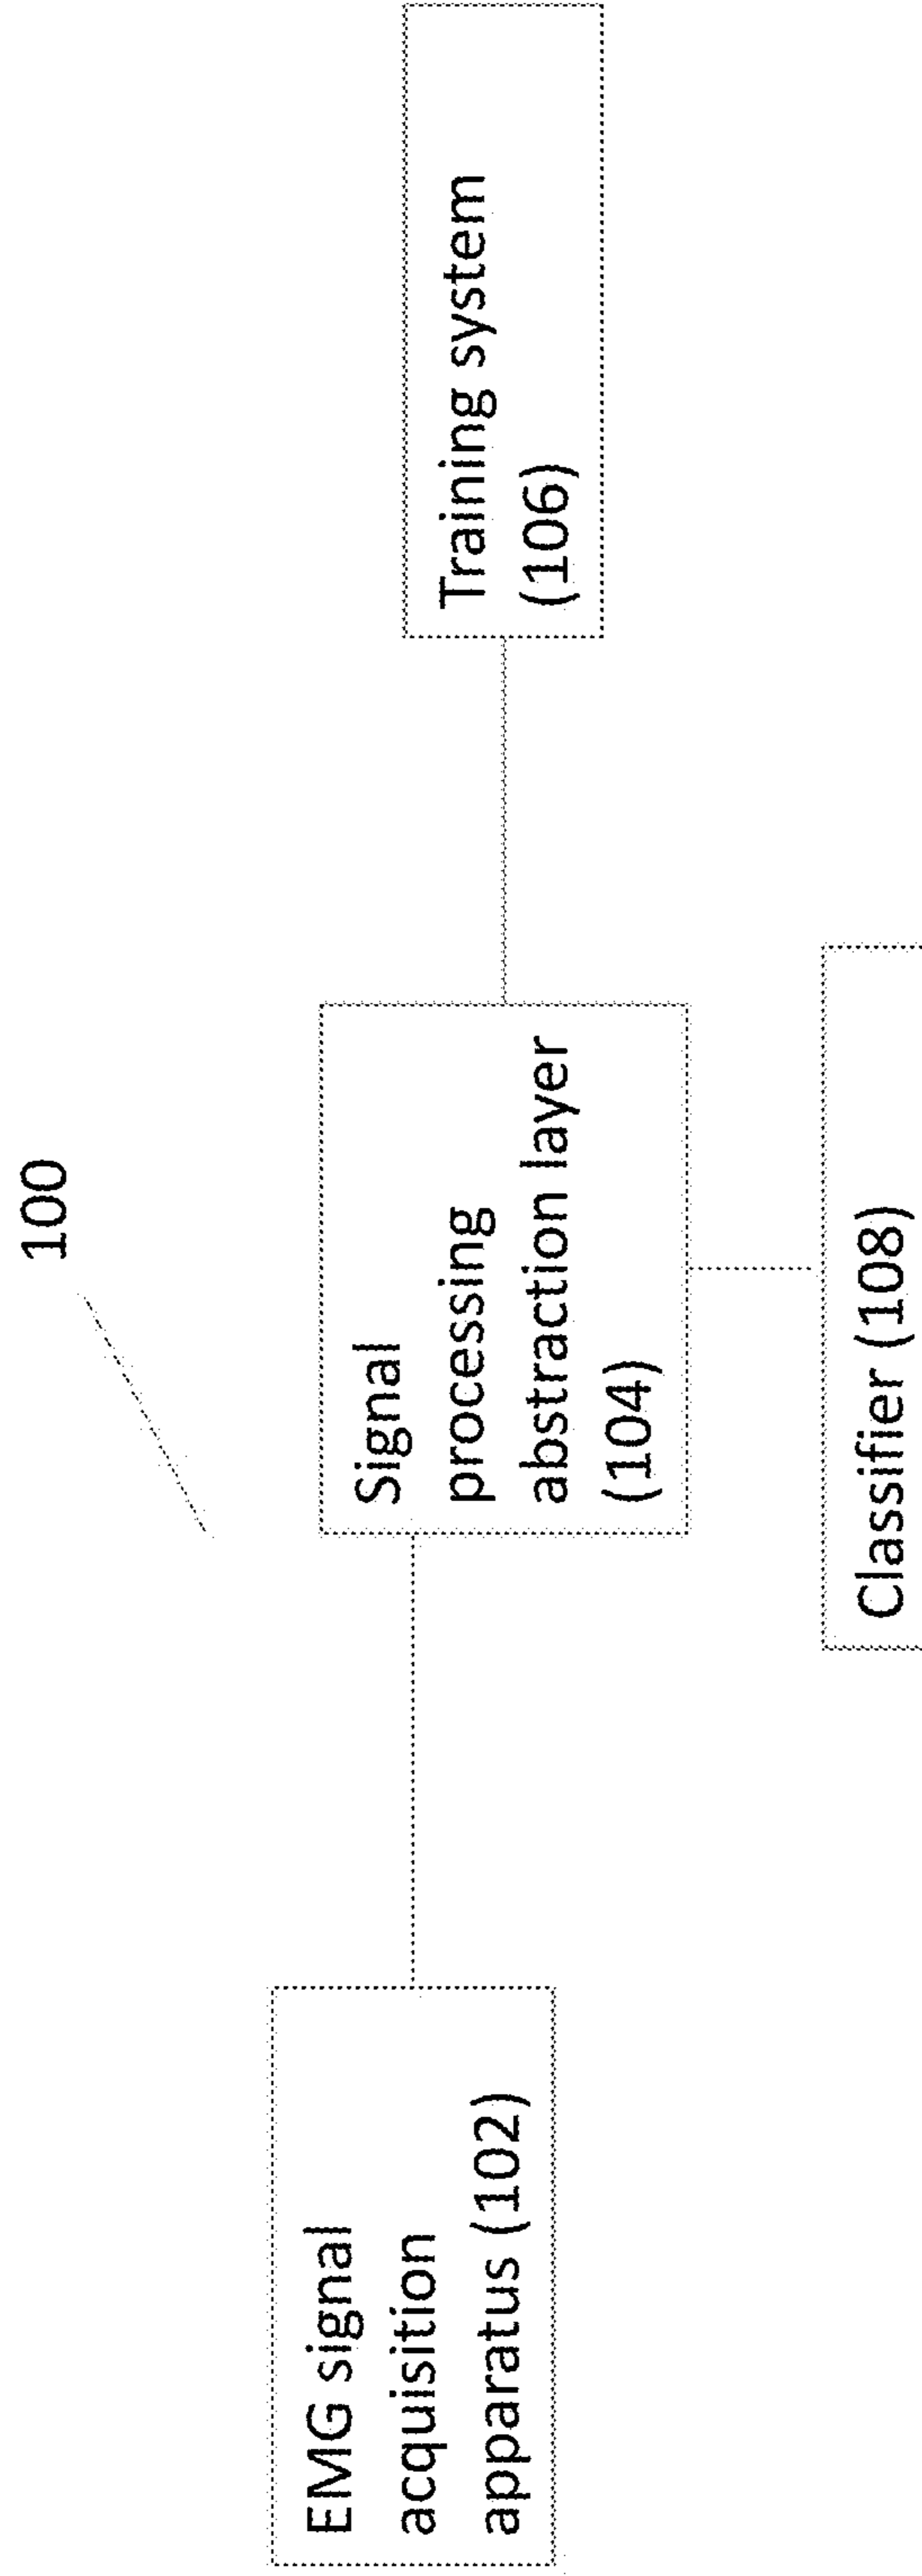 100
EMG signal
acquisition
apparatus (102)
Signal
processing
abstraction layer
(104)
Training system
(106)
Classifier (108)